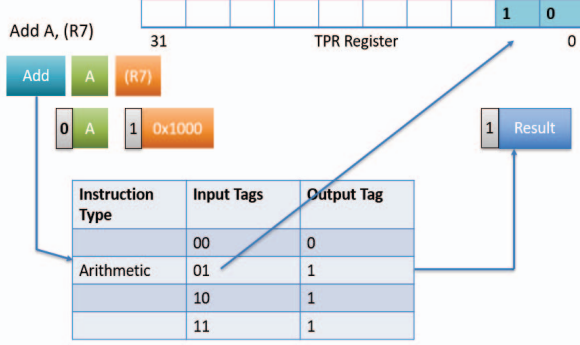 1 0
Add A, (R7)
31 TPR Register 0
Add A (R7)
0 A 1 0x1000 1 Result
Instruction Type Input Tags Output Tag
00 0
Arithmetic 01 1
10 1
11 1